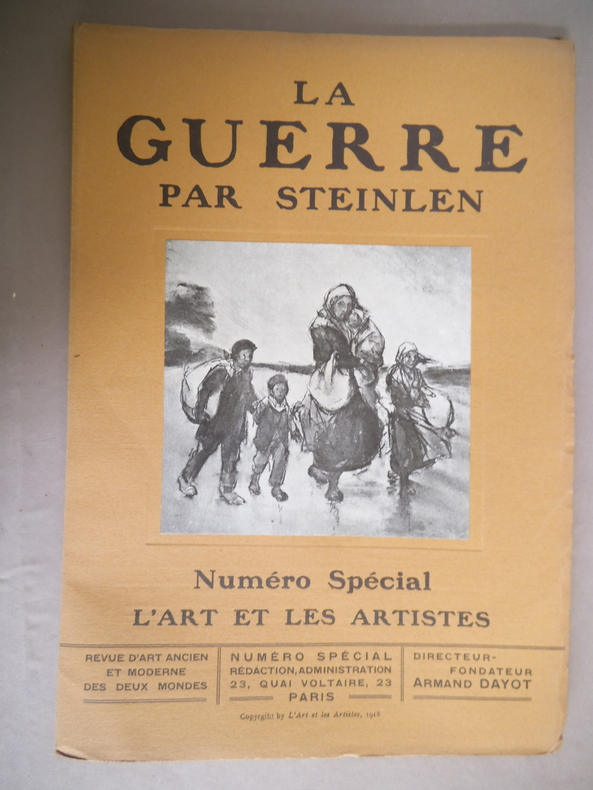 LA
GUERRE
PAR STEINLEN
Numéro Spécial
L'ART ET LES ARTISTES
REVUE D'ART ANCIEN
ET MODERNE
DES DEUX MONDES
NUMÉRO SPÉCIAL
RÉDACTION, ADMINISTRATION
23, QUAI VOLTAIRE, 23
PARIS
DIRECTEUR-
FONDATEUR
ARMAND DAYOT
Copyright by L'Art et les Artistes, 1918